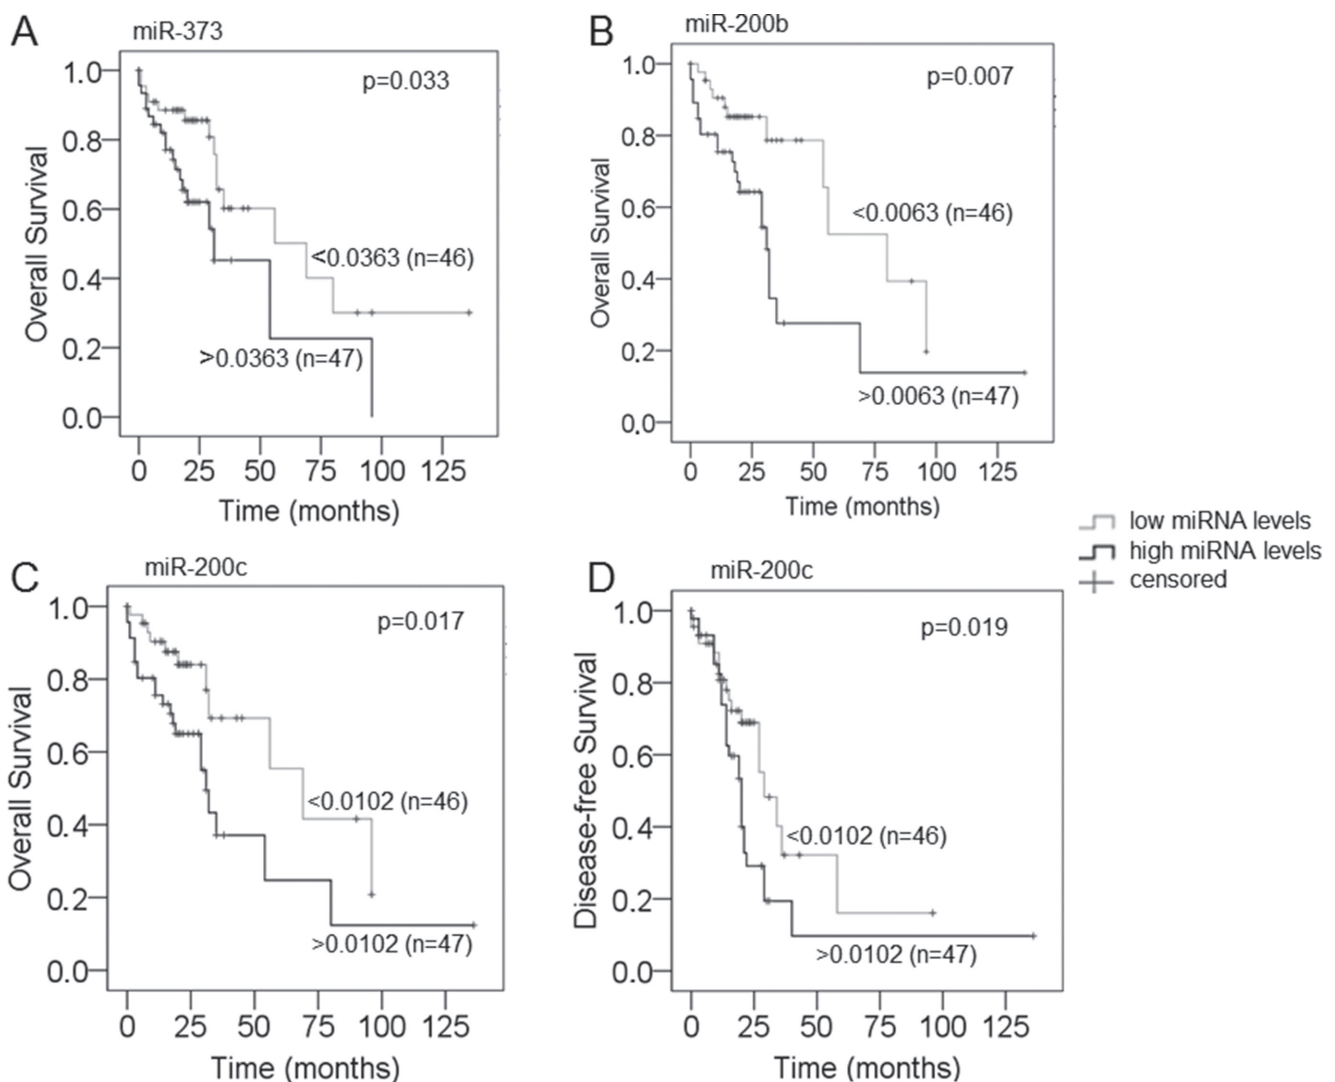 A
miR-373
p=0.033
1.0
0.8
0.6
0.4
0.2
0.0
Overall Survival
<0.0363 (n=46)
>0.0363 (n=47)
0 25 50 75 100 125
Time (months)
B
miR-200b
p=0.007
1.0
0.8
0.6
0.4
0.2
0.0
Overall Survival
<0.0063 (n=46)
>0.0063 (n=47)
0 25 50 75 100 125
Time (months)
low miRNA levels
high miRNA levels
censored
C
miR-200c
p=0.017
1.0
0.8
0.6
0.4
0.2
0.0
Overall Survival
<0.0102 (n=46)
>0.0102 (n=47)
0 25 50 75 100 125
Time (months)
D
miR-200c
p=0.019
1.0
0.8
0.6
0.4
0.2
0.0
Disease-free Survival
<0.0102 (n=46)
>0.0102 (n=47)
0 25 50 75 100 125
Time (months)